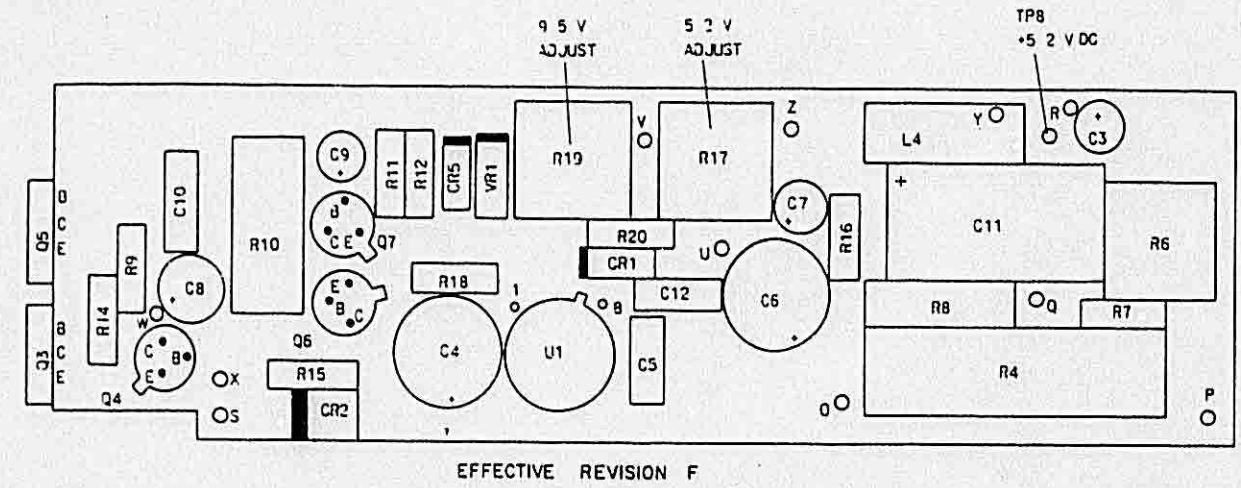 9.5 V
ADJUST
5.2 V
ADJUST
TP8
+5.2 V DC
V
Z
Y
R
+
C3
L4
R19
R17
C9
+
R11
R12
CR5
VR1
C10
R10
B
C E
Q7
C7
+
R16
+
C11
R6
Q5
B
C
E
R9
R20
U
CR1
C12
C6
+
R18
E
B
C
Q6
C8
+
W
R14
1
8
R8
Q
R7
Q3
B
C
E
C
B
E
Q4
X
S
R15
CR2
C4
+
U1
C5
R4
O
P
EFFECTIVE REVISION F